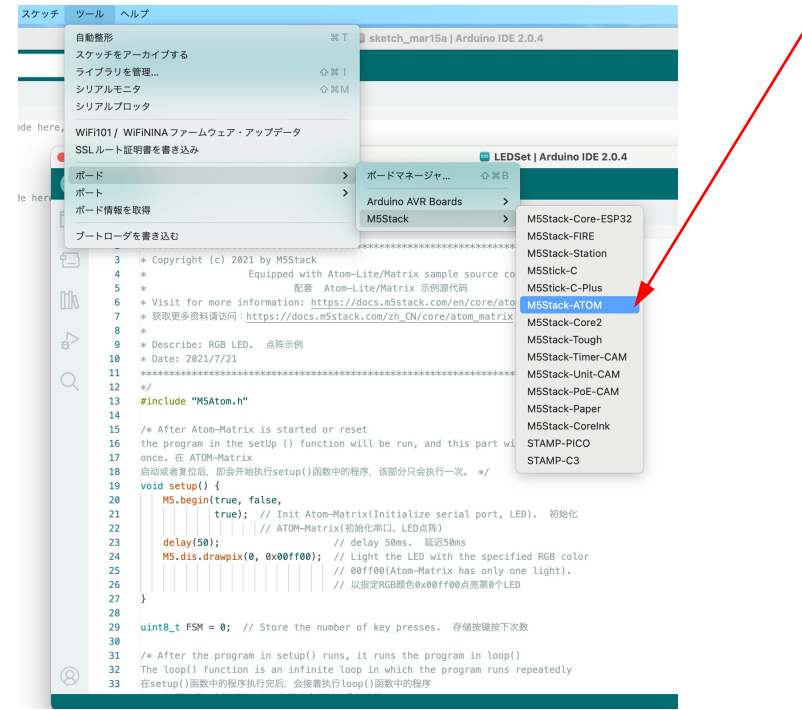 スケッチ ツール ヘルプ
自動整形 ⌘T
sketch_mar15a | Arduino IDE 2.0.4
スケッチをアーカイブする
ライブラリを管理... ⇧⌘I
シリアルモニタ ⇧⌘M
シリアルプロッタ
ode here,
WiFi101 / WiFiNINA ファームウェア・アップデータ
SSL ルート証明書を書き込み
LEDSet | Arduino IDE 2.0.4
ボード >
ポート >
ボード情報を取得
ブートローダを書き込む
de here
ボードマネージャ... ⇧⌘B
Arduino AVR Boards >
M5Stack >
M5Stack-Core-ESP32
M5Stack-FIRE
M5Stack-Station
M5Stick-C
M5Stick-C-Plus
M5Stack-ATOM
M5Stack-Core2
M5Stack-Tough
M5Stack-Timer-CAM
M5Stack-Unit-CAM
M5Stack-PoE-CAM
M5Stack-Paper
M5Stack-CoreInk
STAMP-PICO
STAMP-C3
3 * Copyright (c) 2021 by M5Stack
4 * Equipped with Atom-Lite/Matrix sample source co
5 * 配套 Atom-Lite/Matrix 示例源代码
6 * Visit for more information: https://docs.m5stack.com/en/core/ato
7 * 获取更多资料请访问：https://docs.m5stack.com/zh_CN/core/atom_matrix
8 *
9 * Describe: RGB LED. 点阵示例
10 * Date: 2021/7/21
11 *******************************************************************
12 */
13 #include "M5Atom.h"
14
15 /* After Atom-Matrix is started or reset
16 the program in the setUp () function will be run, and this part wi
17 once. 在 ATOM-Matrix
18 启动或者复位后，即会开始执行setup()函数中的程序，该部分只会执行一次。 */
19 void setup() {
20 M5.begin(true, false,
21 true); // Init Atom-Matrix(Initialize serial port, LED). 初始化
22 // ATOM-Matrix(初始化串口、LED点阵)
23 delay(50); // delay 50ms. 延迟50ms
24 M5.dis.drawpix(0, 0x00ff00); // Light the LED with the specified RGB color
25 // 00ff00(Atom-Matrix has only one light).
26 // 以指定RGB颜色0x00ff00点亮第0个LED
27 }
28
29 uint8_t FSM = 0; // Store the number of key presses. 存储按键按下次数
30
31 /* After the program in setup() runs, it runs the program in loop()
32 The loop() function is an infinite loop in which the program runs repeatedly
33 在setup()函数中的程序执行完后，会接着执行loop()函数中的程序